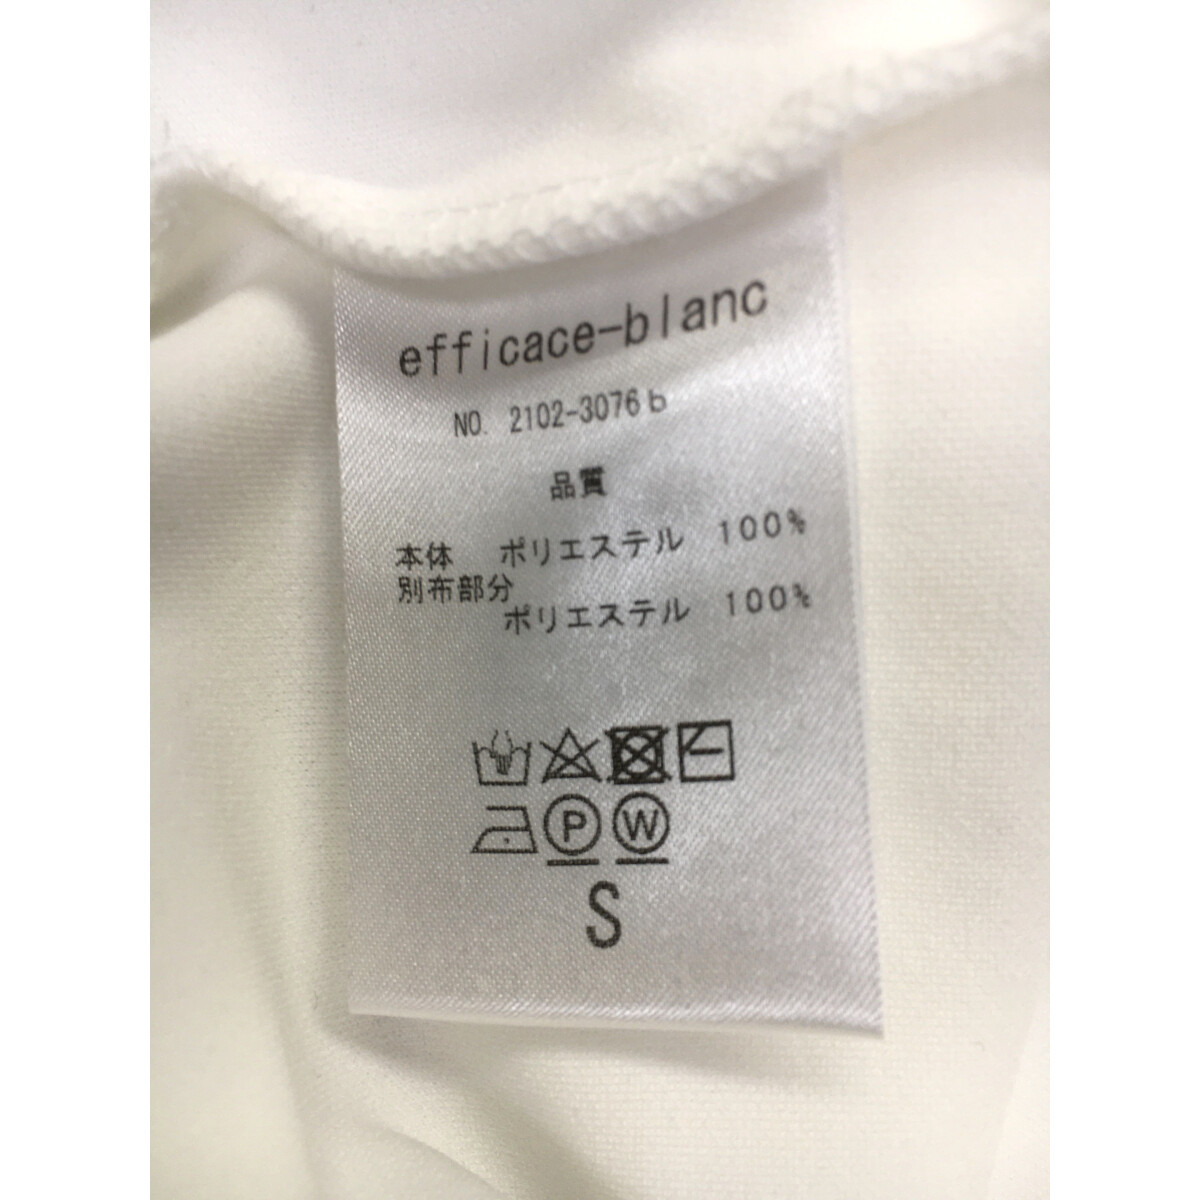 efficace-blanc
NO. 2102-3076b
品質
本体 ポリエステル 100%
別布部分
ポリエステル 100%
P W
S